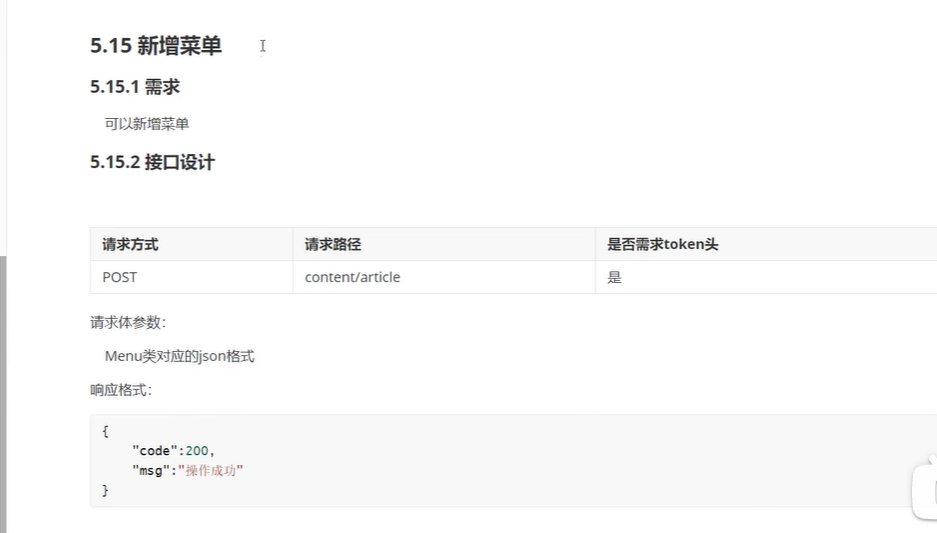 5.15 新增菜单
5.15.1 需求
可以新增菜单
5.15.2 接口设计
请求方式 请求路径 是否需求token头
POST content/article 是
请求体参数：
Menu类对应的json格式
响应格式：
{
"code":200,
"msg":"操作成功"
}